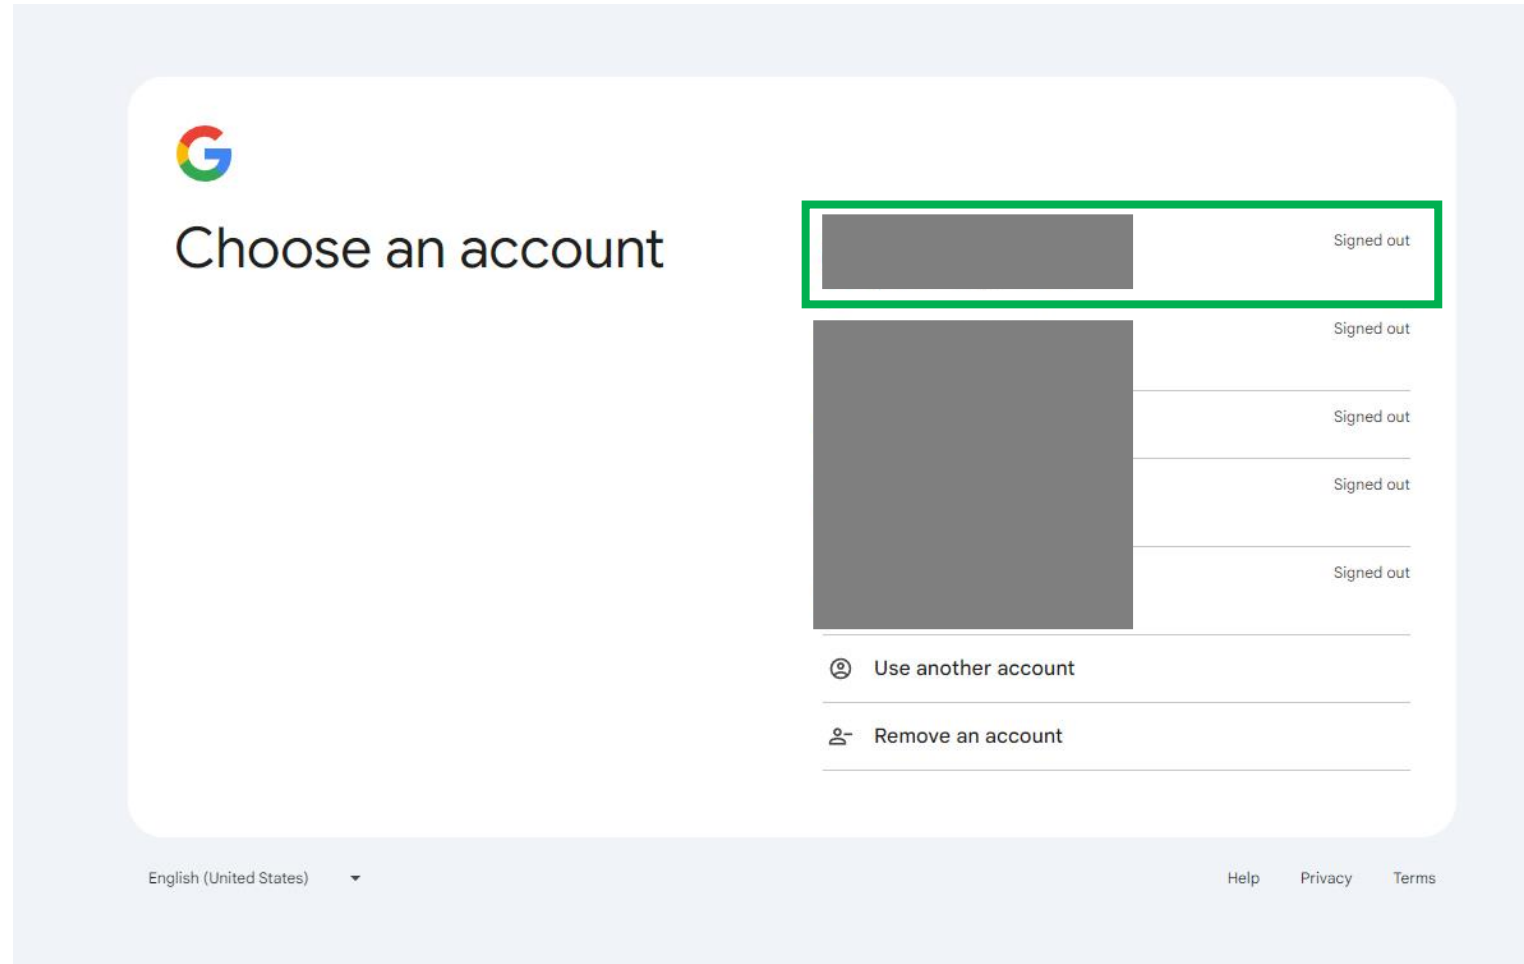 Choose an account
Signed out
Signed out
Signed out
Signed out
Signed out
Use another account
Remove an account
English (United States)
Help Privacy Terms